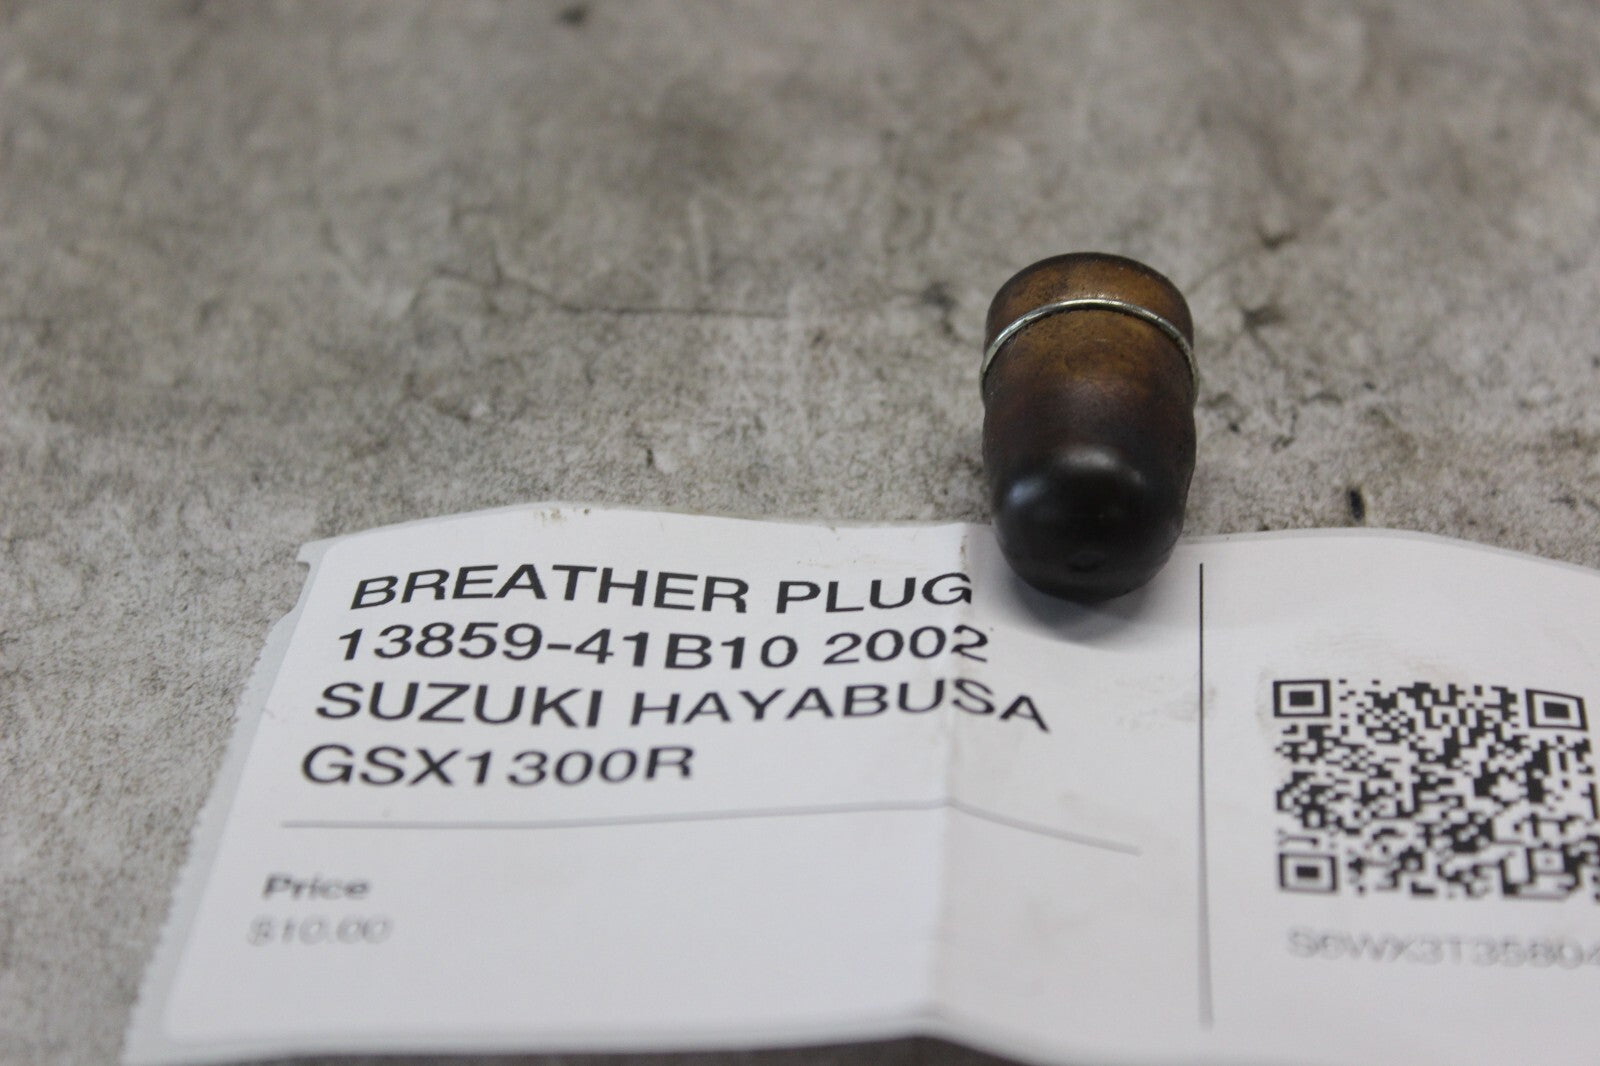 BREATHER PLUG
13859-41B10 2002
SUZUKI HAYABUSA
GSX1300R
Price
$10.00